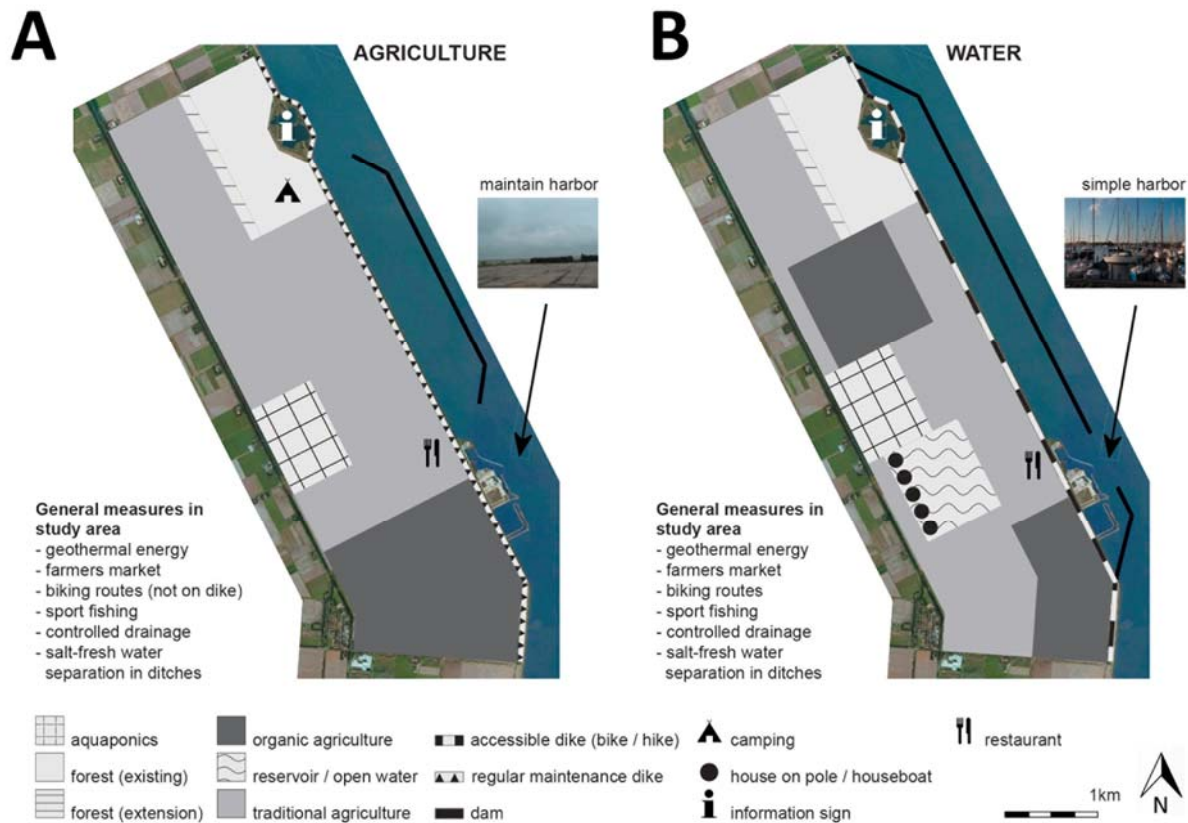 A
AGRICULTURE
maintain harbor
General measures in
study area
- geothermal energy
- farmers market
- biking routes (not on dike)
- sport fishing
- controlled drainage
- salt-fresh water
separation in ditches
B
WATER
simple harbor
General measures in
study area
- geothermal energy
- farmers market
- biking routes
- sport fishing
- controlled drainage
- salt-fresh water
separation in ditches
aquaponics
forest (existing)
forest (extension)
organic agriculture
reservoir / open water
traditional agriculture
accessible dike (bike / hike)
regular maintenance dike
dam
camping
house on pole / houseboat
information sign
restaurant
1km
N